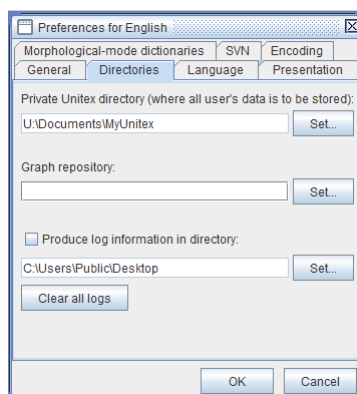 Preferences for English
Morphological-mode dictionaries SVN Encoding
General Directories Language Presentation
Private Unitex directory (where all user's data is to be stored):
U:\Documents\MyUnitex Set...
Graph repository:
Set...
Produce log information in directory:
C:\Users\Public\Desktop Set...
Clear all logs
OK Cancel